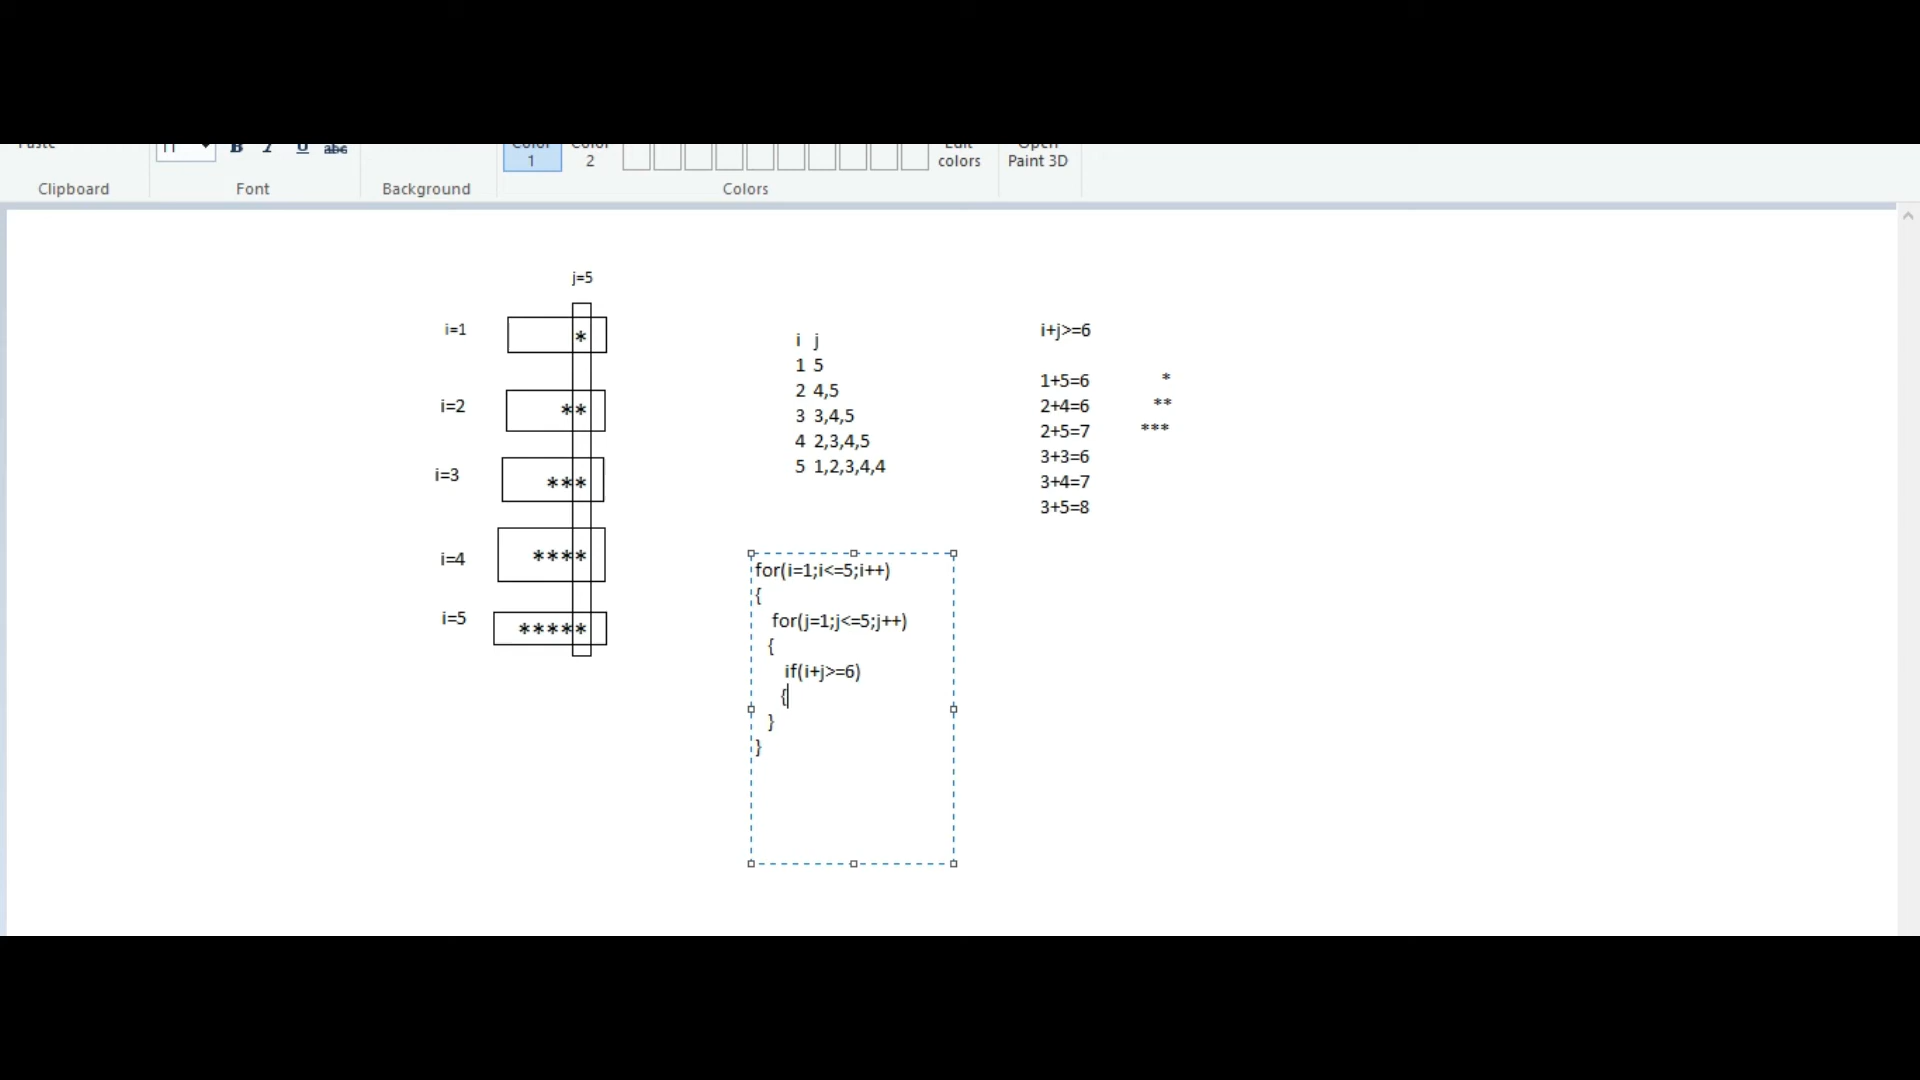 B I U abc
1
2
colors
Paint 3D
Clipboard
Font
Background
Colors
j=5
i=1
*
i=2
**
i=3
***
i=4
****
i=5
*****
i j
1 5
2 4,5
3 3,4,5
4 2,3,4,5
5 1,2,3,4,4
i+j>=6
1+5=6 *
2+4=6 **
2+5=7 ***
3+3=6
3+4=7
3+5=8
for(i=1;i<=5;i++)
{
for(j=1;j<=5;j++)
{
if(i+j>=6)
{
}
}